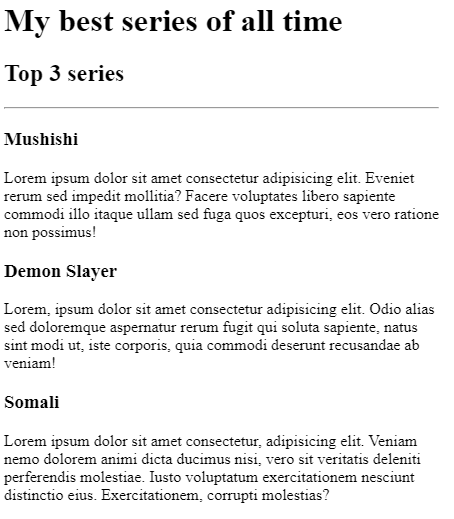 My best series of all time
Top 3 series
Mushishi
Lorem ipsum dolor sit amet consectetur adipisicing elit. Eveniet
rerum sed impedit mollitia? Facere voluptates libero sapiente
commodi illo itaque ullam sed fuga quos excepturi, eos vero ratione
non possimus!
Demon Slayer
Lorem, ipsum dolor sit amet consectetur adipisicing elit. Odio alias
sed doloremque aspernatur rerum fugit qui soluta sapiente, natus
sint modi ut, iste corporis, quia commodi deserunt recusandae ab
veniam!
Somali
Lorem ipsum dolor sit amet consectetur, adipisicing elit. Veniam
nemo dolorem animi dicta ducimus nisi, vero sit veritatis deleniti
perferendis molestiae. Iusto voluptatum exercitationem nesciunt
distinctio eius. Exercitationem, corrupti molestias?